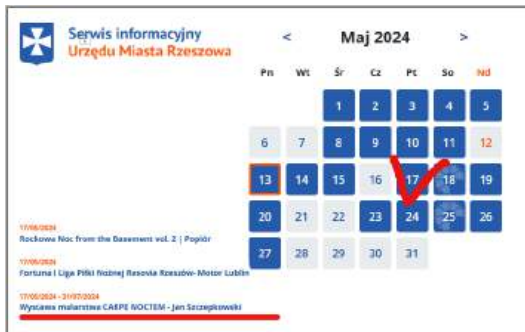 Serwis informacyjny
Urzędu Miasta Rzeszowa
< Maj 2024 >
Pn Wt Śr Cz Pt So Nd
1 2 3 4 5
6 7 8 9 10 11 12
13 14 15 16 17 18 19
20 21 22 23 24 25 26
27 28 29 30 31
17/05/2024
Rockowa Noc from the Basement vol. 2 | Popiór
17/05/2024
Fortuna I Liga Piłki Nożnej Resovia Rzeszów- Motor Lublin
17/05/2024 - 31/07/2024
Wystawa malarstwa CARPE NOCTEM - Jan Szczepkowski